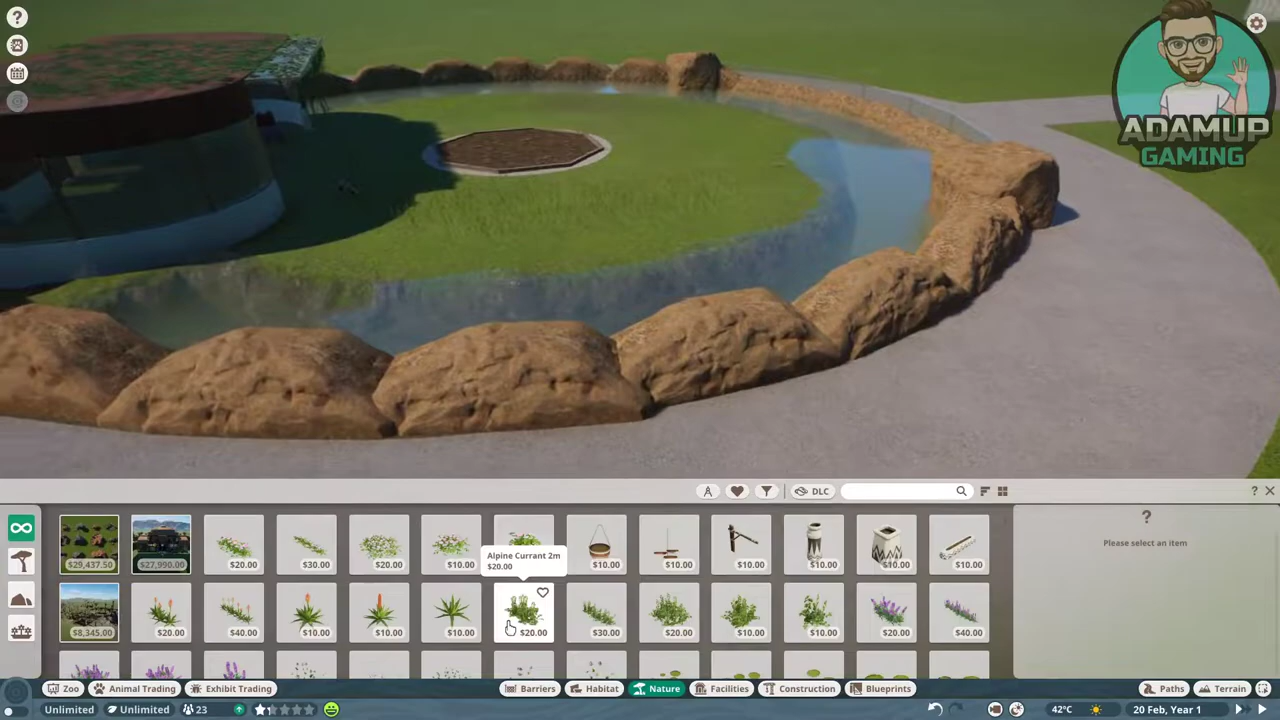 ADAMUP
GAMING
DLC
?
Please select an item
$29,437.50
$27,990.00
$20.00
$30.00
$20.00
$10.00
$10.00
$10.00
$10.00
$10.00
$10.00
$10.00
Alpine Currant 2m
$20.00
$8,345.00
$20.00
$40.00
$10.00
$10.00
$10.00
$20.00
$30.00
$20.00
$10.00
$10.00
$20.00
$40.00
Zoo
Animal Trading
Exhibit Trading
Barriers
Habitat
Nature
Facilities
Construction
Blueprints
Paths
Terrain
Unlimited
Unlimited
23
42°C
20 Feb, Year 1